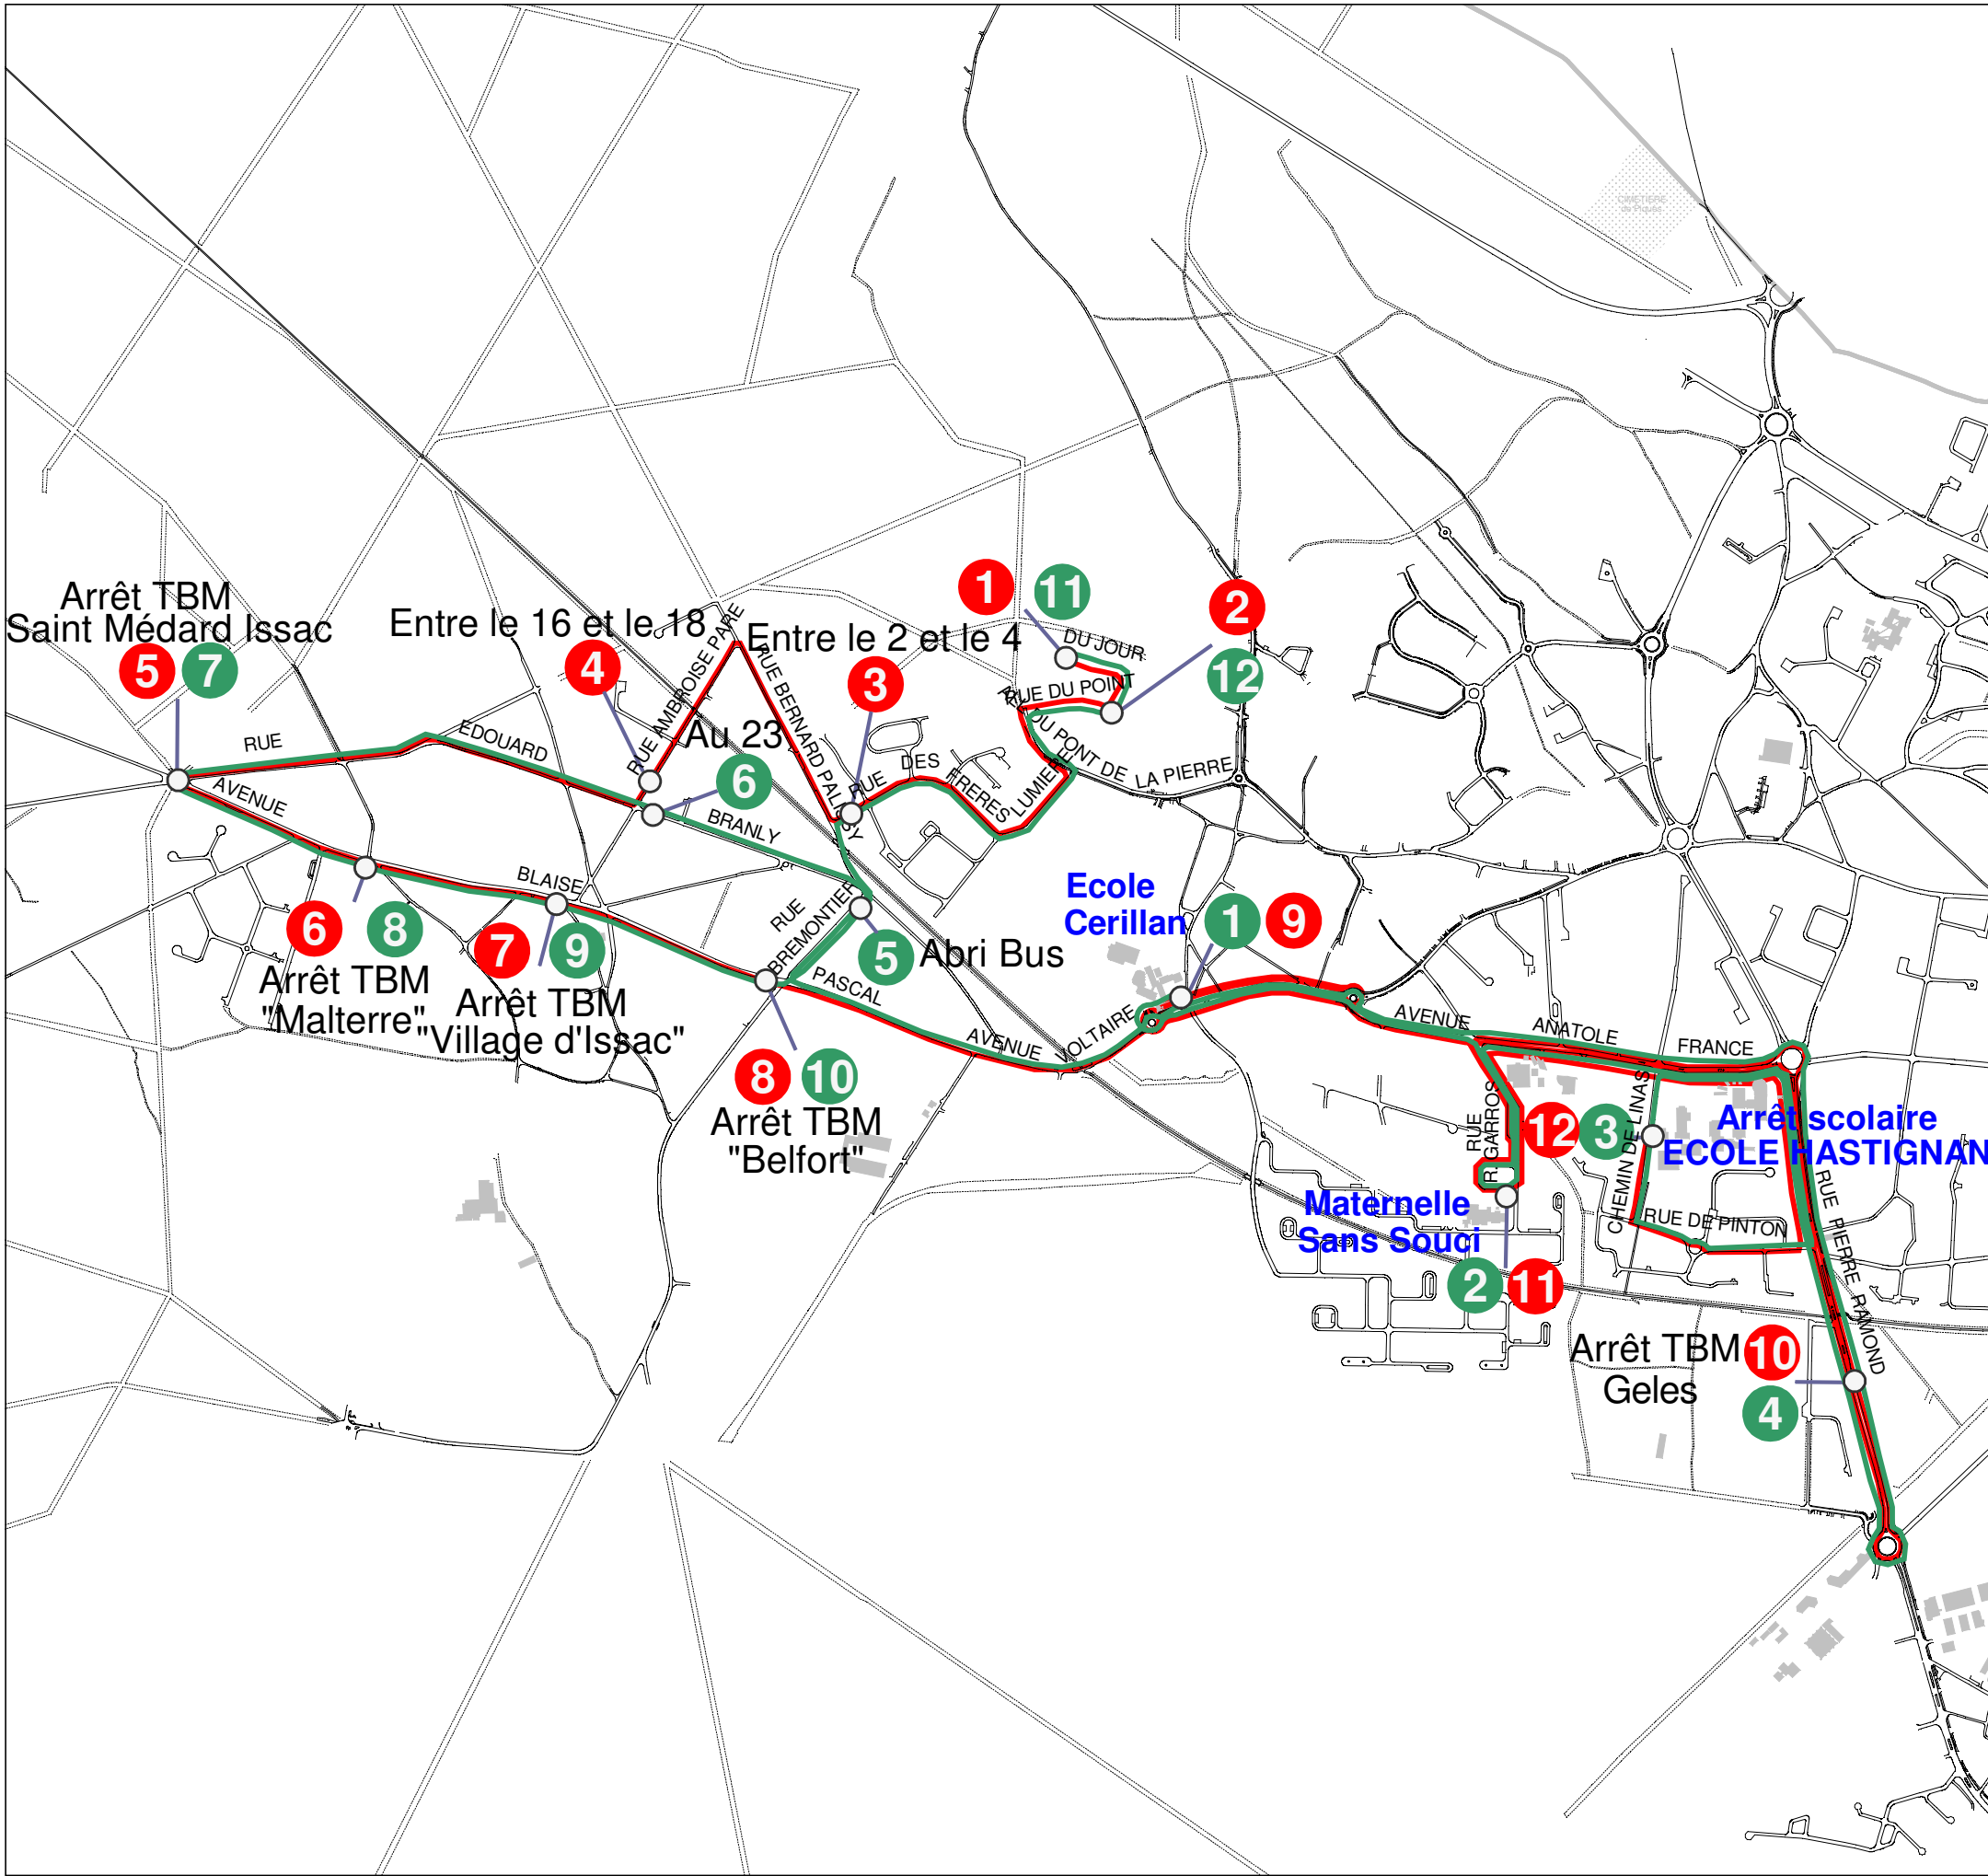 CIMETIERE
de Piques
1
11
2
12
DU JOUR
RUE DU POINT
Arrêt TBM
Saint Médard Issac
5
7
Entre le 16 et le 18
4
Entre le 2 et le 4
3
RUE AMBROISE PARE
RUE BERNARD PALISSY
Au 23
6
RUE
EDOUARD
BRANLY
RUE
DES
FRERES
LUMIERE
DU PONT DE LA PIERRE
AVENUE
BLAISE
PASCAL
RUE
BREMONTIER
5
Abri Bus
6
8
Arrêt TBM
"Malterre"
7
9
Arrêt TBM
"Village d'Issac"
8
10
Arrêt TBM
"Belfort"
Ecole
Cerillan
1
9
AVENUE
VOLTAIRE
AVENUE
ANATOLE
FRANCE
RUE
R. GARROS
12
3
CHEMIN DE LINAS
Arrêt scolaire
ECOLE HASTIGNAN
Maternelle
Sans Souci
2
11
RUE DE PINTON
RUE PIERRE RAMOND
Arrêt TBM
Geles
10
4